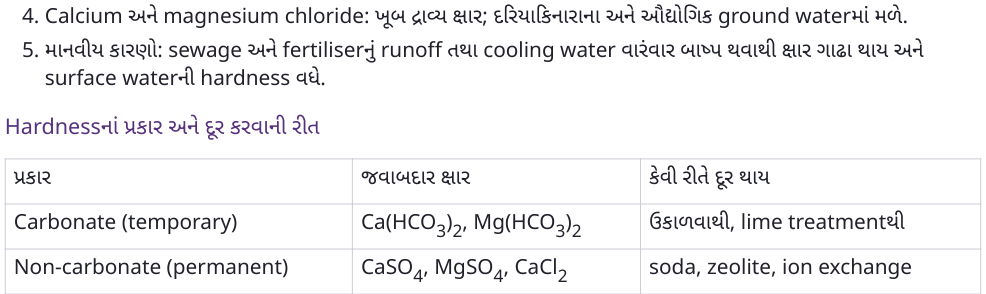 4. Calcium અને magnesium chloride: ખૂબ દ્રાવ્ય ક્ષાર; દરિયાકિનારાના અને ઔદ્યોગિક ground waterમાં મળે.
5. માનવીય કારણો: sewage અને fertiliserનું runoff તથા cooling water વારંવાર બાષ્પ થવાથી ક્ષાર ગાઢા થાય અને
surface waterની hardness વધે.
Hardnessનાં પ્રકાર અને દૂર કરવાની રીત
પ્રકાર | જવાબદાર ક્ષાર | કેવી રીતે દૂર થાય
Carbonate (temporary) | Ca(HCO₃)₂, Mg(HCO₃)₂ | ઉકાળવાથી, lime treatmentથી
Non-carbonate (permanent) | CaSO₄, MgSO₄, CaCl₂ | soda, zeolite, ion exchange